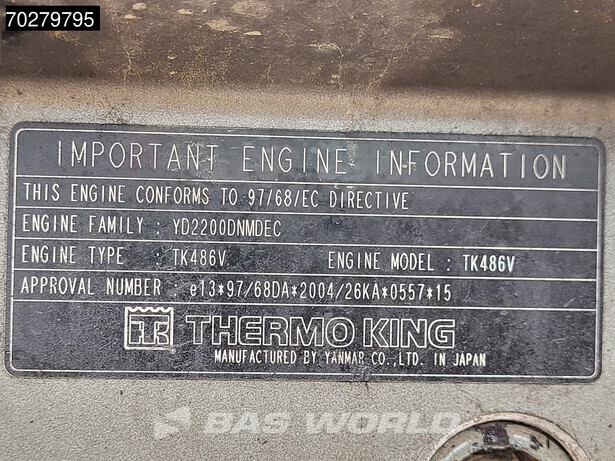 70279795
IMPORTANT ENGINE INFORMATION
THIS ENGINE CONFORMS TO 97/68/EC DIRECTIVE
ENGINE FAMILY : YD2200DNMDEC
ENGINE TYPE : TK486V ENGINE MODEL : TK486V
APPROVAL NUMBER : e13*97/68DA*2004/26KA*0557*15
TK THERMO KING
MANUFACTURED BY YANMAR CO.,LTD. IN JAPAN
BAS WORLD